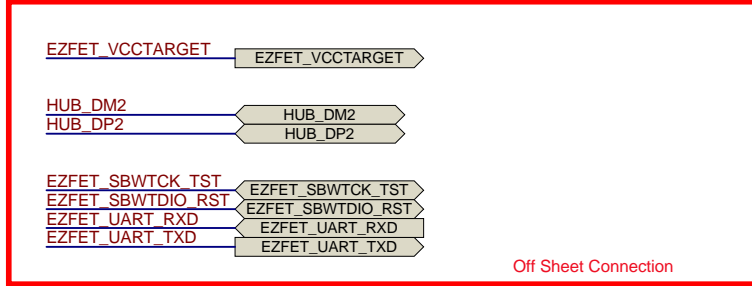 EZFET_VCCTARGET EZFET_VCCTARGET
HUB_DM2 HUB_DM2
HUB_DP2 HUB_DP2
EZFET_SBWTCK_TST EZFET_SBWTCK_TST
EZFET_SBWTDIO_RST EZFET_SBWTDIO_RST
EZFET_UART_RXD EZFET_UART_RXD
EZFET_UART_TXD EZFET_UART_TXD
Off Sheet Connection